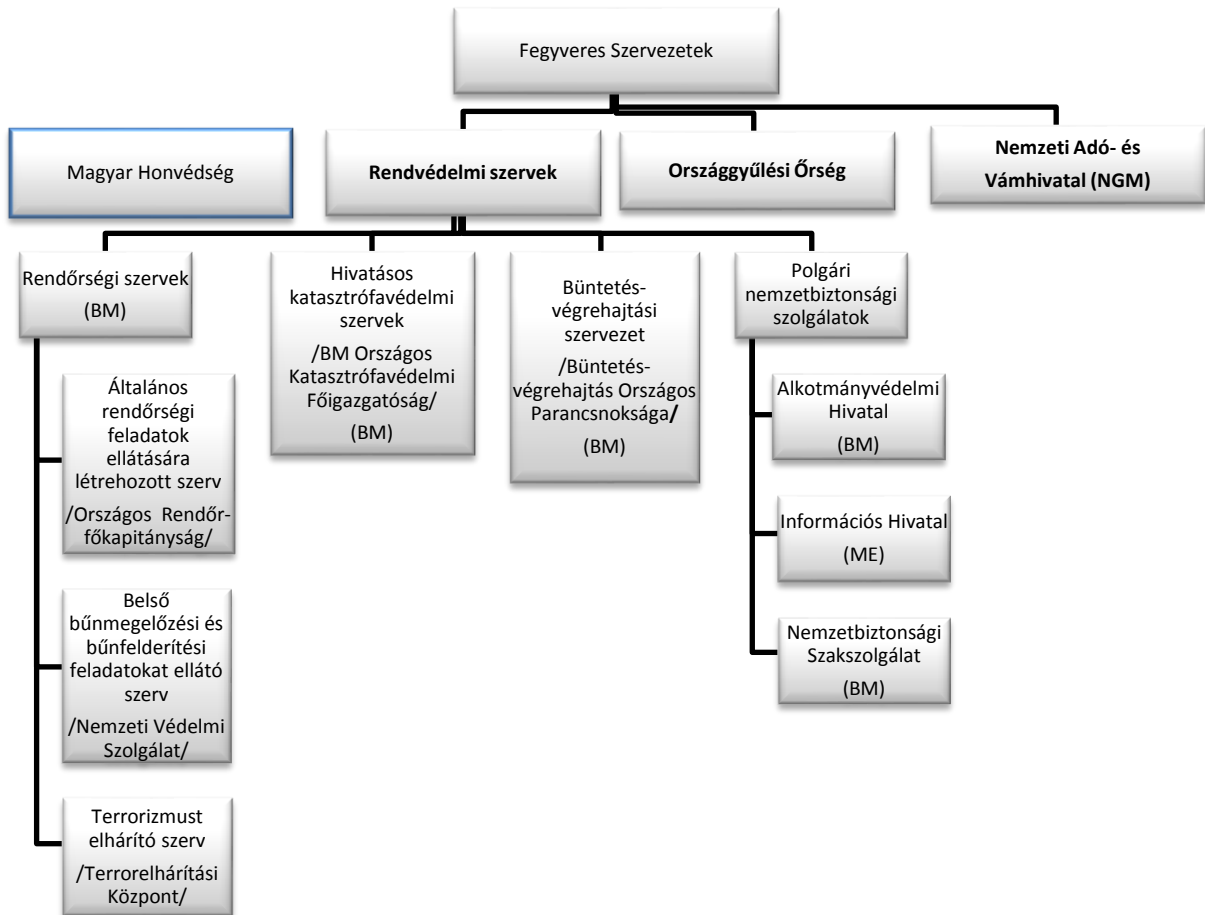 Fegyveres Szervezetek
Magyar Honvédség
Rendvédelmi szervek
Országgyűlési Őrség
Nemzeti Adó- és
Vámhivatal (NGM)
Rendőrségi szervek
(BM)
Általános
rendőrségi
feladatok
ellátására
létrehozott szerv
/Országos Rendőr-
főkapitányság/
Belső
bűnmegelőzési és
bűnfelderítési
feladatokat ellátó
szerv
/Nemzeti Védelmi
Szolgálat/
Terrorizmust
elhárító szerv
/Terrorelhárítási
Központ/
Hivatásos
katasztrófavédelmi
szervek
/BM Országos
Katasztrófavédelmi
Főigazgatóság/
(BM)
Büntetés-
végrehajtási
szervezet
/Büntetés-
végrehajtás Országos
Parancsnoksága/
(BM)
Polgári
nemzetbiztonsági
szolgálatok
Alkotmányvédelmi
Hivatal
(BM)
Információs Hivatal
(ME)
Nemzetbiztonsági
Szakszolgálat
(BM)